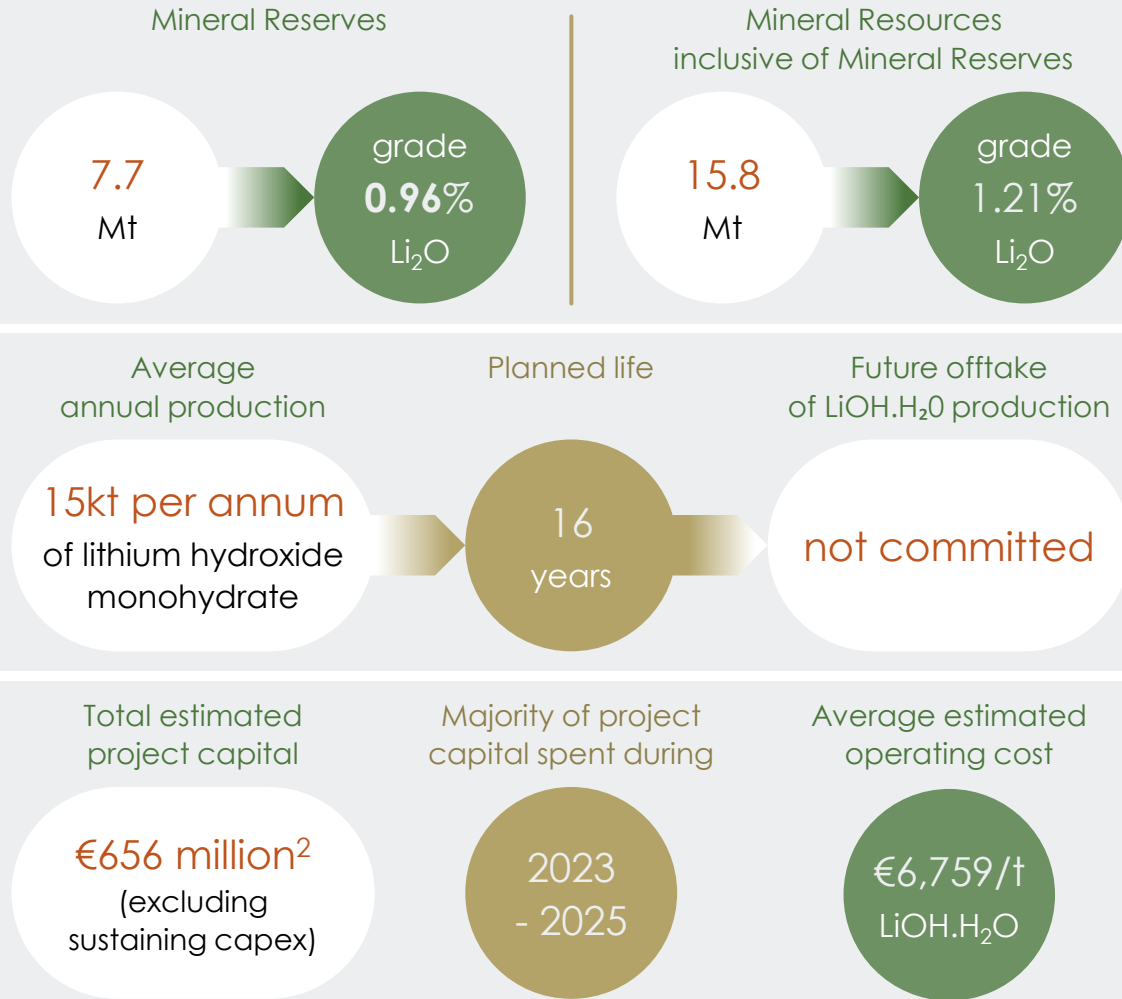 Mineral Reserves
7.7
Mt
grade
0.96%
Li₂O
Mineral Resources
inclusive of Mineral Reserves
15.8
Mt
grade
1.21%
Li₂O
Average
annual production
15kt per annum
of lithium hydroxide
monohydrate
Planned life
16
years
Future offtake
of LiOH.H₂0 production
not committed
Total estimated
project capital
€656 million²
(excluding
sustaining capex)
Majority of project
capital spent during
2023
- 2025
Average estimated
operating cost
€6,759/t
LiOH.H₂O